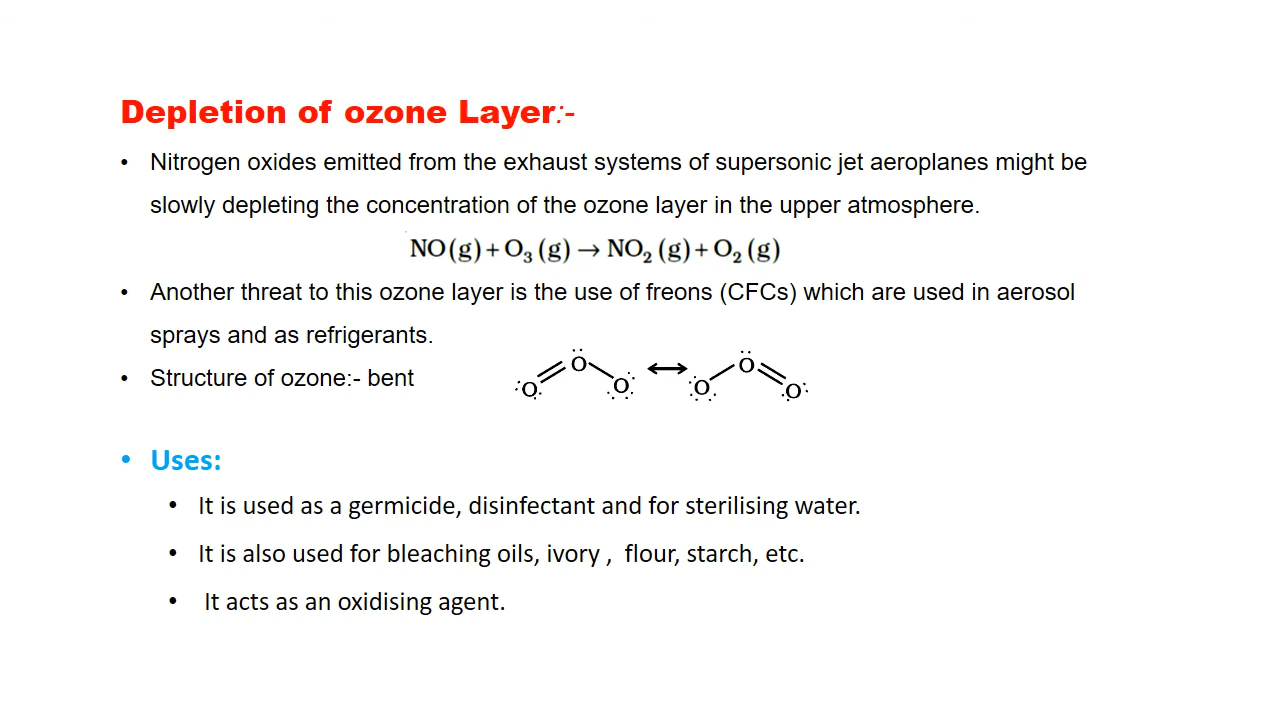 Depletion of ozone Layer:-
• Nitrogen oxides emitted from the exhaust systems of supersonic jet aeroplanes might be
slowly depleting the concentration of the ozone layer in the upper atmosphere.
NO(g) + O₃ (g) → NO₂ (g) + O₂ (g)
• Another threat to this ozone layer is the use of freons (CFCs) which are used in aerosol
sprays and as refrigerants.
• Structure of ozone:- bent
O O O ↔ O O O
• Uses:
• It is used as a germicide, disinfectant and for sterilising water.
• It is also used for bleaching oils, ivory ,  flour, starch, etc.
• It acts as an oxidising agent.